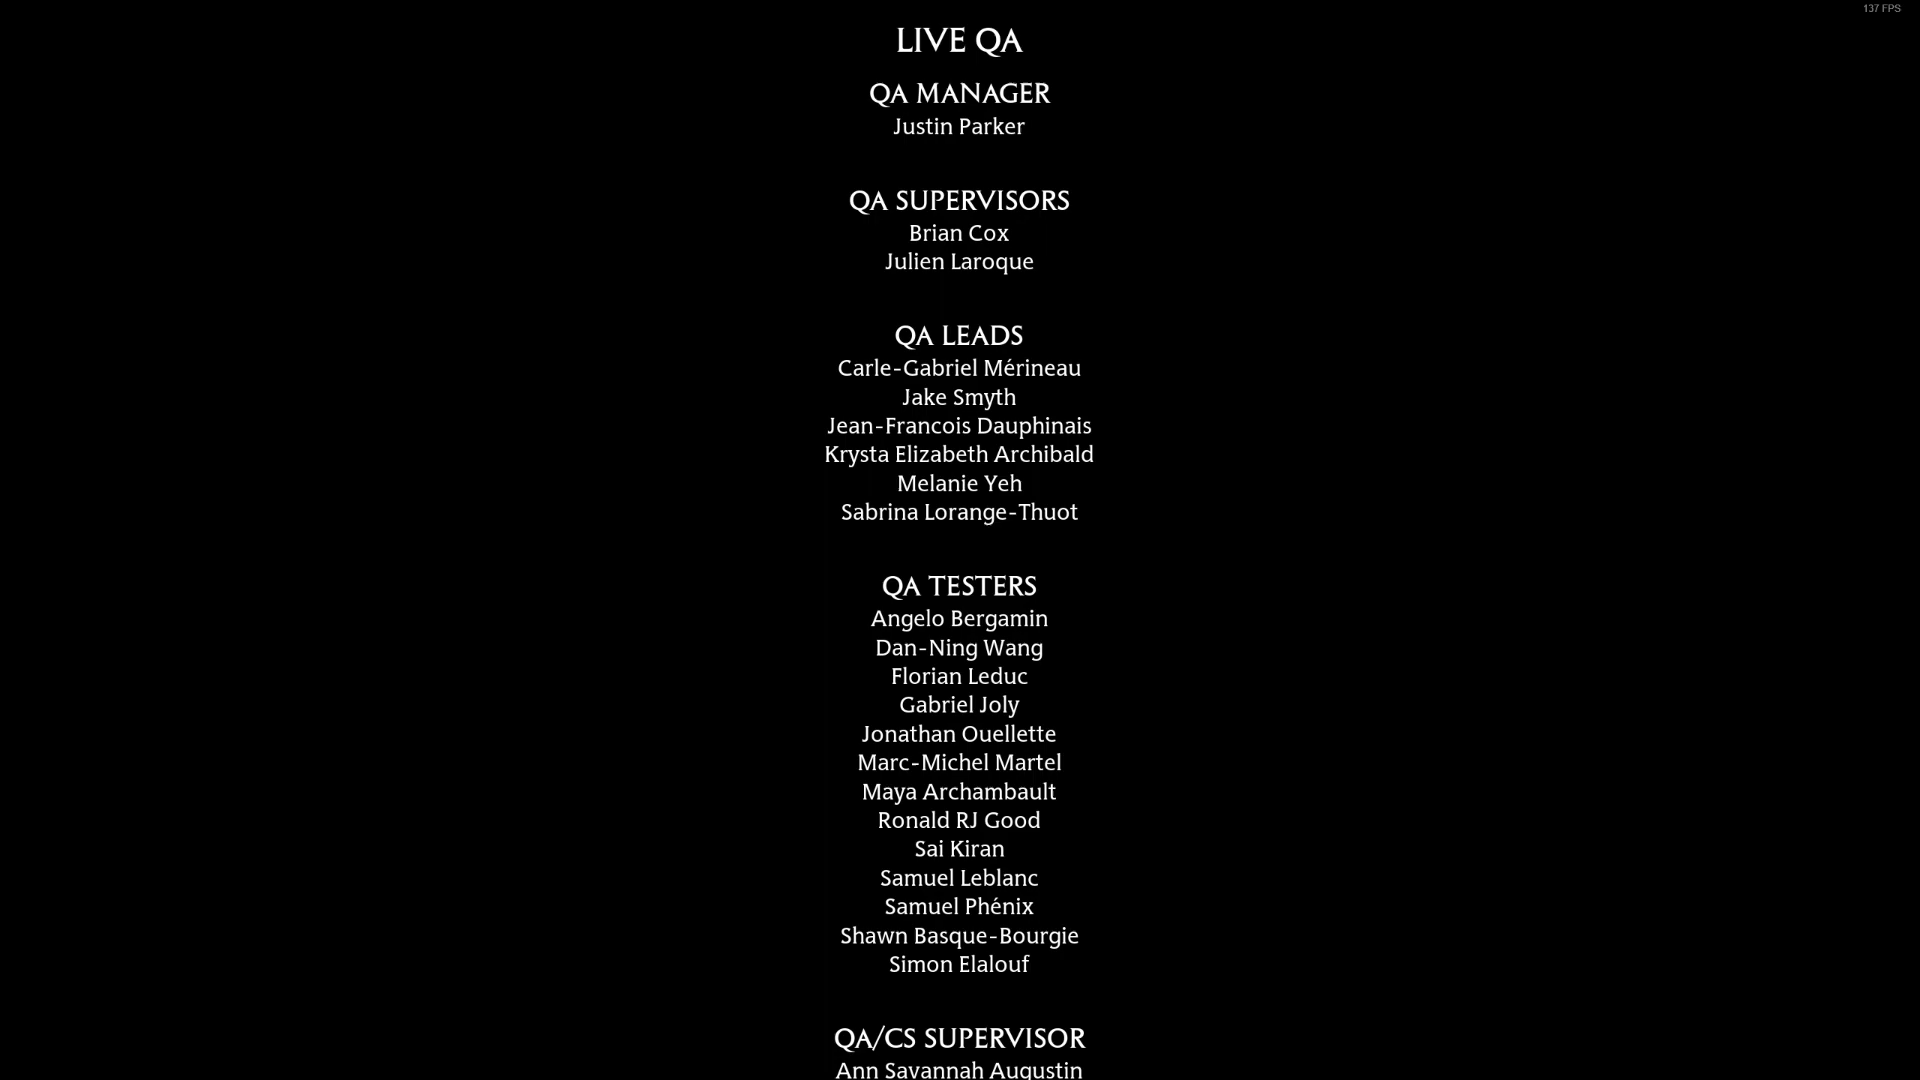 137 FPS
LIVE QA
QA MANAGER
Justin Parker
QA SUPERVISORS
Brian Cox
Julien Laroque
QA LEADS
Carle-Gabriel Mérineau
Jake Smyth
Jean-Francois Dauphinais
Krysta Elizabeth Archibald
Melanie Yeh
Sabrina Lorange-Thuot
QA TESTERS
Angelo Bergamin
Dan-Ning Wang
Florian Leduc
Gabriel Joly
Jonathan Ouellette
Marc-Michel Martel
Maya Archambault
Ronald RJ Good
Sai Kiran
Samuel Leblanc
Samuel Phénix
Shawn Basque-Bourgie
Simon Elalouf
QA/CS SUPERVISOR
Ann Savannah Augustin